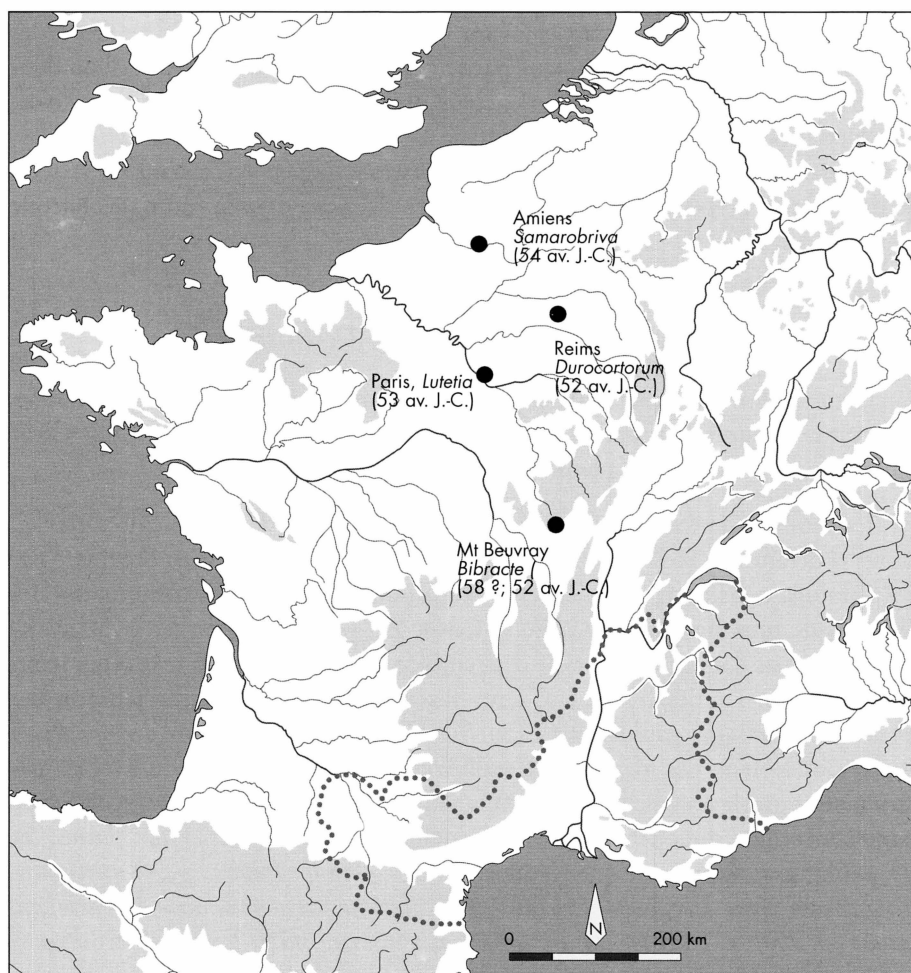 Amiens
Samarobriva
(54 av. J.-C.)
Reims
Durocortorum
(52 av. J.-C.)
Paris, Lutetia
(53 av. J.-C.)
Mt Beuvray
Bibracte
(58 ?; 52 av. J.-C.)
N
0 200 km